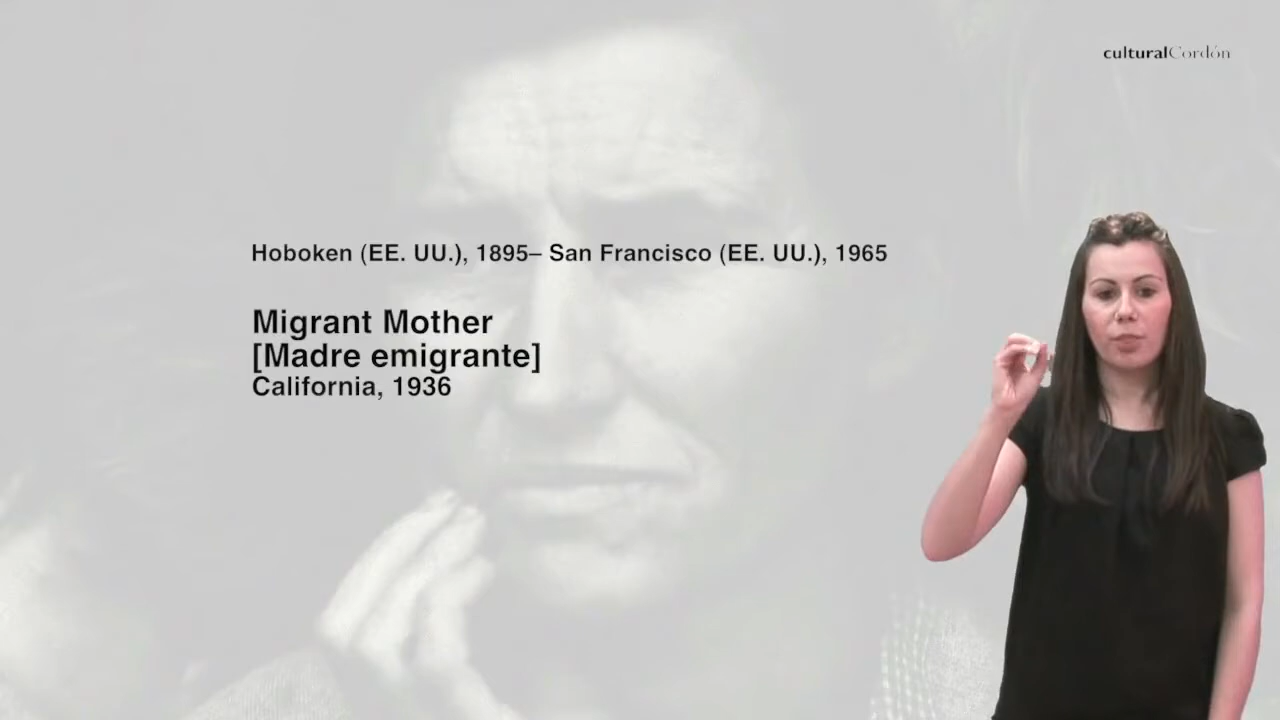 culturalCordón
Hoboken (EE. UU.), 1895– San Francisco (EE. UU.), 1965
Migrant Mother
[Madre emigrante]
California, 1936